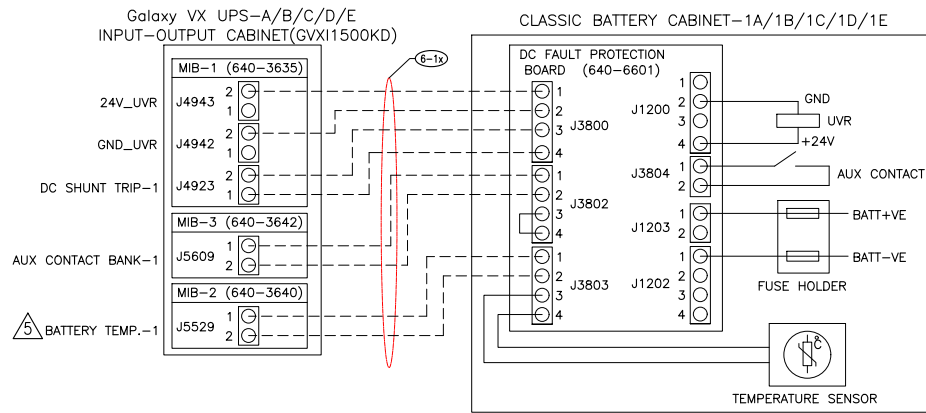 Galaxy VX UPS-A/B/C/D/E
INPUT-OUTPUT CABINET(GVXI1500KD)
CLASSIC BATTERY CABINET-1A/1B/1C/1D/1E
6-1x
MIB-1 (640-3635)
24V_UVR
J4943
2
1
GND_UVR
J4942
2
1
DC SHUNT TRIP-1
J4923
2
1
MIB-3 (640-3642)
AUX CONTACT BANK-1
J5609
1
2
MIB-2 (640-3640)
5
BATTERY TEMP.-1
J5529
1
2
DC FAULT PROTECTION
BOARD (640-6601)
1
2
3
4
J3800
1
2
3
4
J3802
1
2
3
4
J3803
J1200
1
2
3
4
J3804
1
2
J1203
1
2
J1202
1
2
3
4
GND
UVR
+24V
AUX CONTACT
BATT+VE
BATT-VE
FUSE HOLDER
°C
TEMPERATURE SENSOR